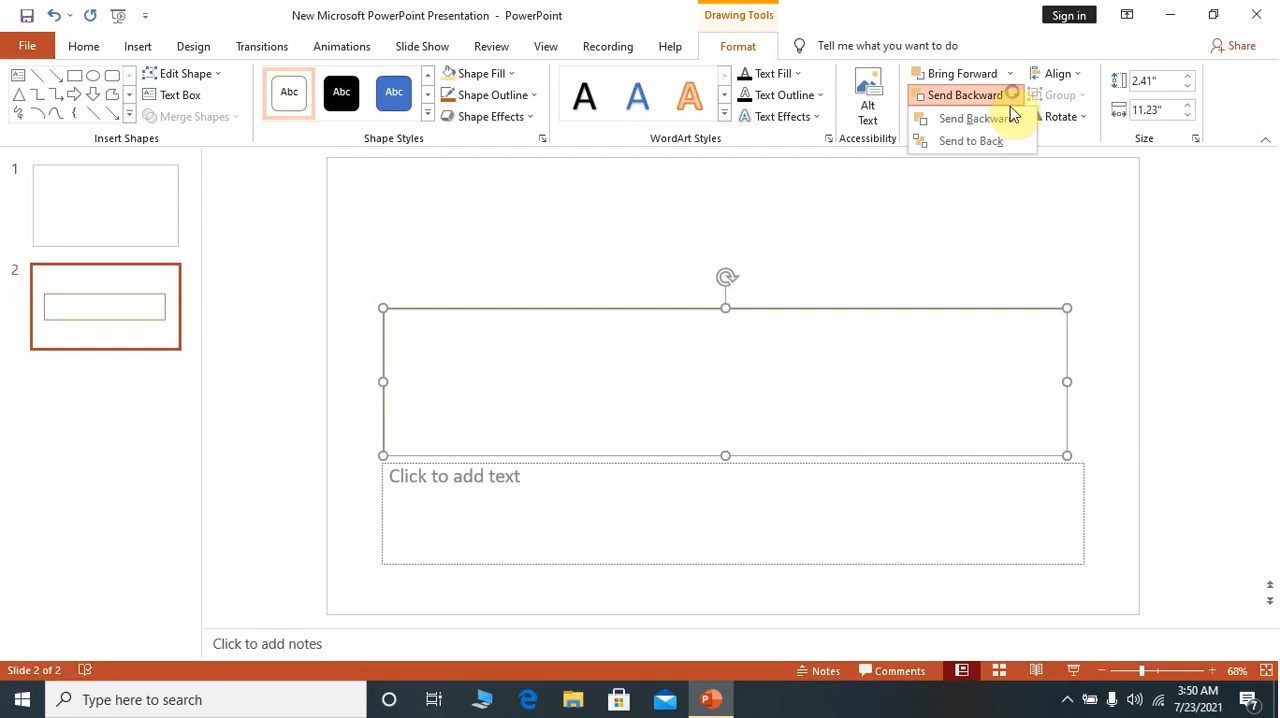 New Microsoft PowerPoint Presentation - PowerPoint
Drawing Tools
Sign in
File
Home
Insert
Design
Transitions
Animations
Slide Show
Review
View
Recording
Help
Format
Tell me what you want to do
Share
Edit Shape
Text Box
Merge Shapes
Insert Shapes
Abc
Abc
Abc
Shape Fill
Shape Outline
Shape Effects
Shape Styles
A
A
A
Text Fill
Text Outline
Text Effects
WordArt Styles
Alt
Text
Accessibility
Bring Forward
Send Backward
Send Backward
Send to Back
Align
Group
Rotate
2.41"
11.23"
Size
1
2
Click to add text
Click to add notes
Slide 2 of 2
Notes
Comments
68%
Type here to search
3:50 AM
7/23/2021
7